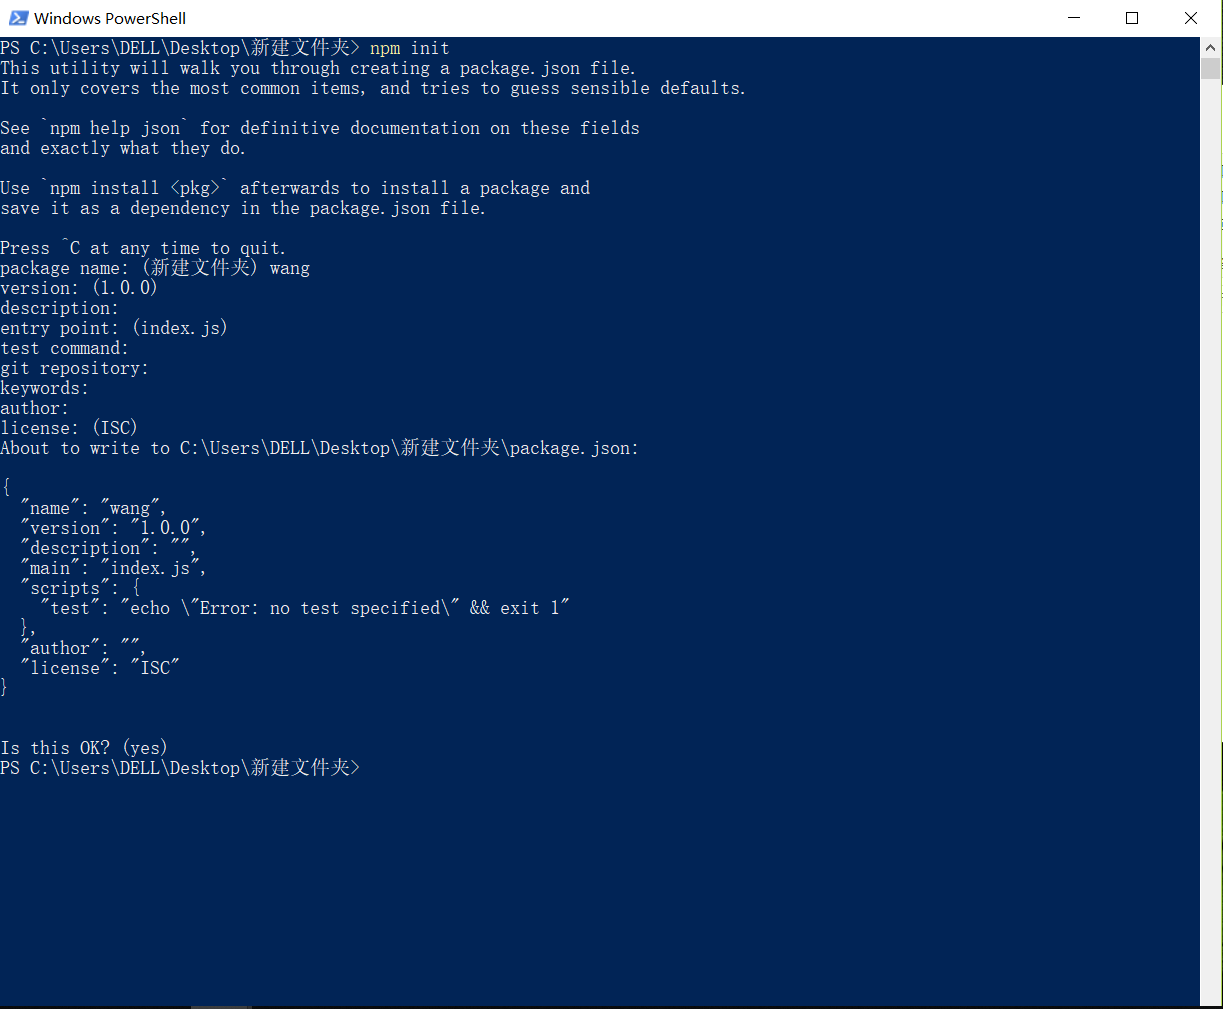 Windows PowerShell
PS C:\Users\DELL\Desktop\新建文件夹> npm init
This utility will walk you through creating a package.json file.
It only covers the most common items, and tries to guess sensible defaults.
See `npm help json` for definitive documentation on these fields
and exactly what they do.
Use `npm install <pkg>` afterwards to install a package and
save it as a dependency in the package.json file.
Press ^C at any time to quit.
package name: (新建文件夹) wang
version: (1.0.0)
description:
entry point: (index.js)
test command:
git repository:
keywords:
author:
license: (ISC)
About to write to C:\Users\DELL\Desktop\新建文件夹\package.json:
{
  "name": "wang",
  "version": "1.0.0",
  "description": "",
  "main": "index.js",
  "scripts": {
    "test": "echo \"Error: no test specified\" && exit 1"
  },
  "author": "",
  "license": "ISC"
}
Is this OK? (yes)
PS C:\Users\DELL\Desktop\新建文件夹>